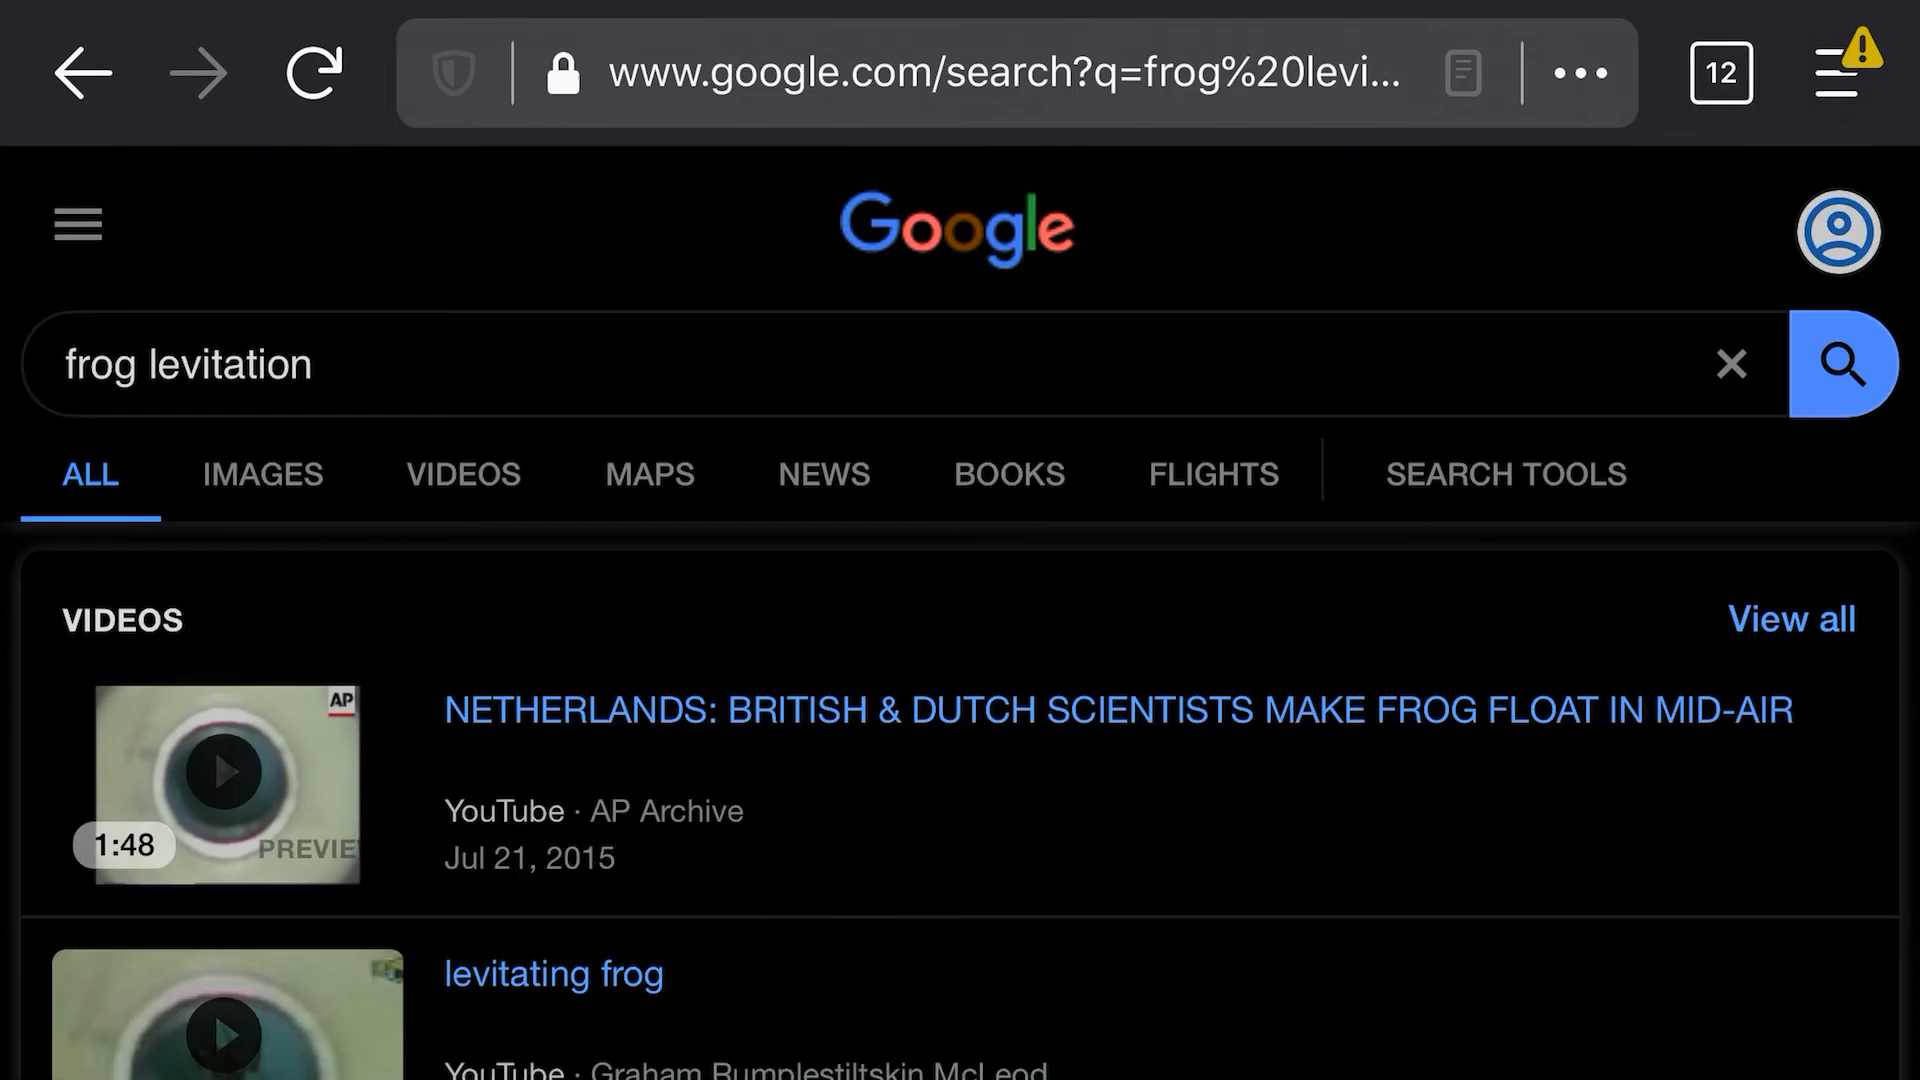 www.google.com/search?q=frog%20levi...
12
Google
frog levitation
ALL IMAGES VIDEOS MAPS NEWS BOOKS FLIGHTS SEARCH TOOLS
VIDEOS View all
AP
NETHERLANDS: BRITISH & DUTCH SCIENTISTS MAKE FROG FLOAT IN MID-AIR
YouTube · AP Archive
1:48 PREVIE
Jul 21, 2015
levitating frog
YouTube · Graham Rumplestiltskin McLeod